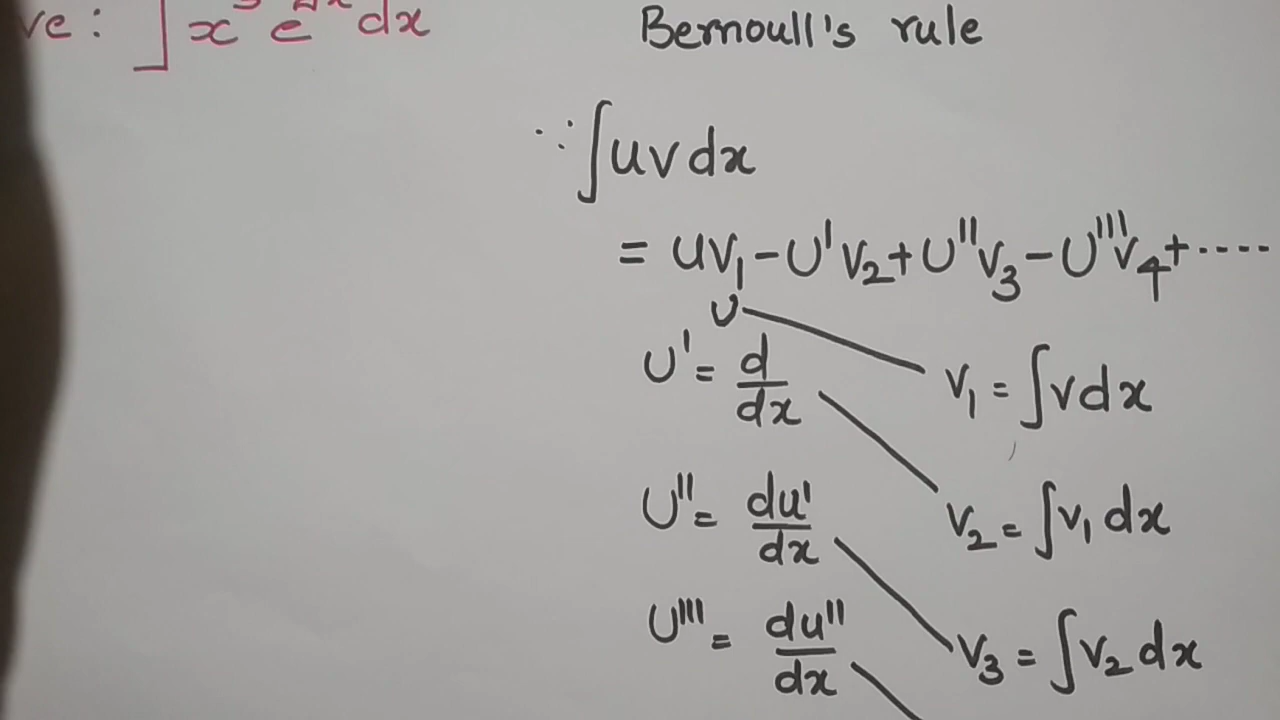 ve: ∫ x³ e dx
Bernoull's rule
∵ ∫uv dx
= uv₁ - u'v₂ + u''v₃ - u'''v₄ + ----
u
u' = d/dx
v₁ = ∫v dx
u'' = du'/dx
v₂ = ∫v₁ dx
u''' = du''/dx
v₃ = ∫v₂ dx